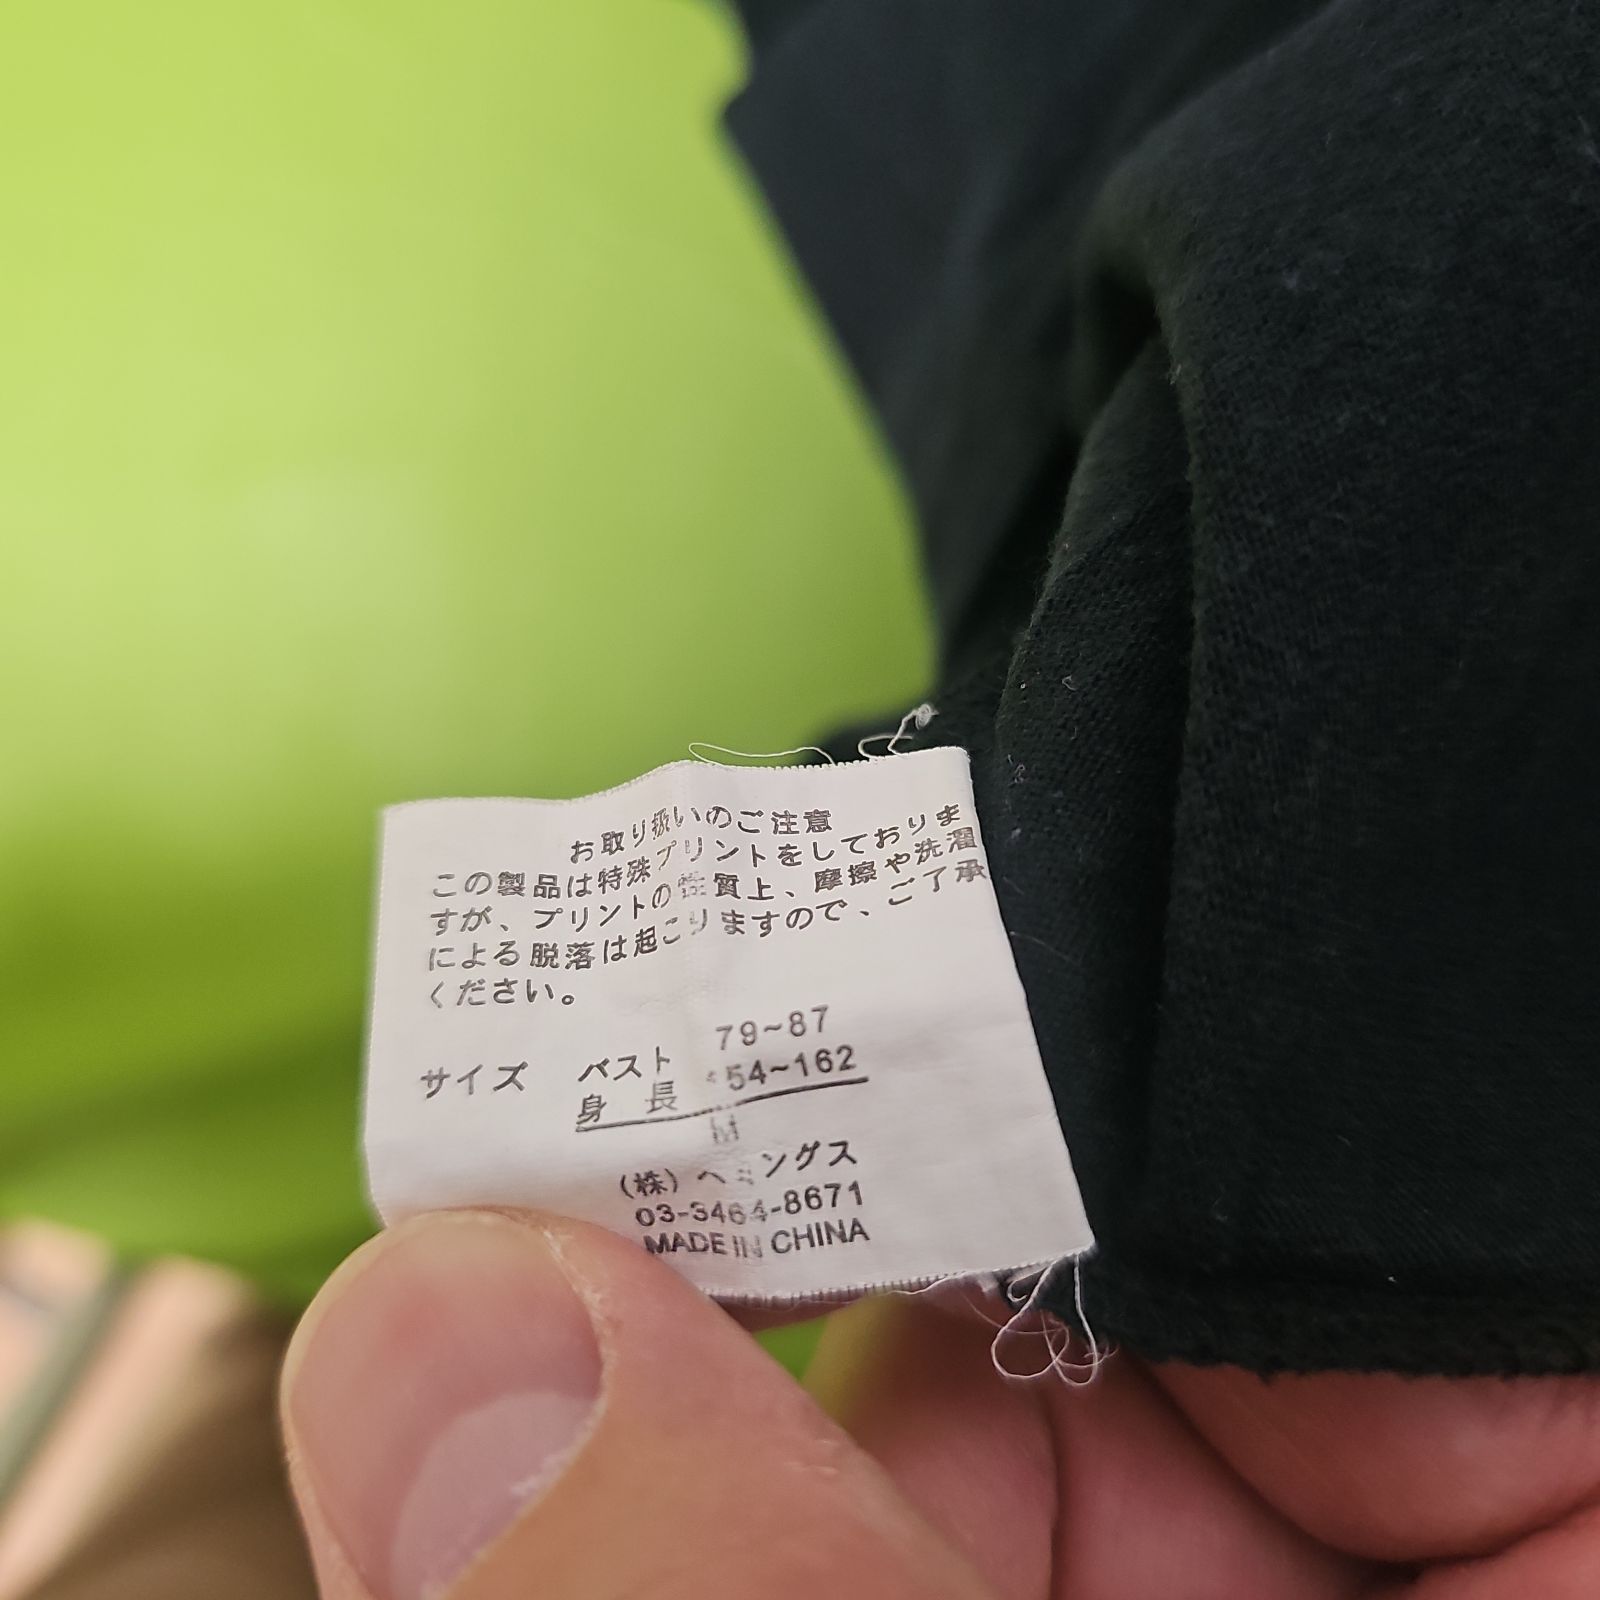 お取り扱いのご注意
この製品は特殊プリントをしておりま
すが、プリントの性質上、摩擦や洗濯
による脱落は起こりますので、ご了承
ください。
サイズ バスト 79~87
身長 154~162
M
(株)ヘミングス
03-3464-8671
MADE IN CHINA